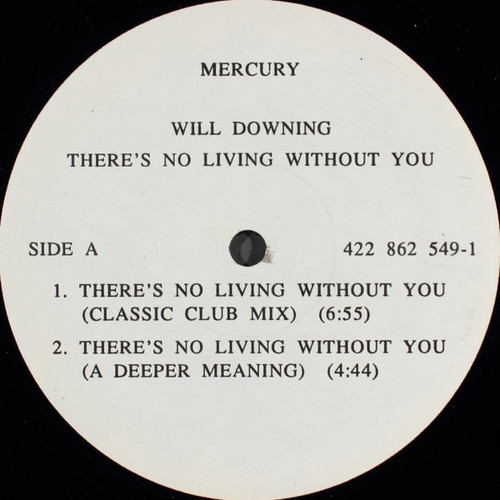 MERCURY
WILL DOWNING
THERE'S NO LIVING WITHOUT YOU
SIDE A 422 862 549-1
1. THERE'S NO LIVING WITHOUT YOU
(CLASSIC CLUB MIX) (6:55)
2. THERE'S NO LIVING WITHOUT YOU
(A DEEPER MEANING) (4:44)